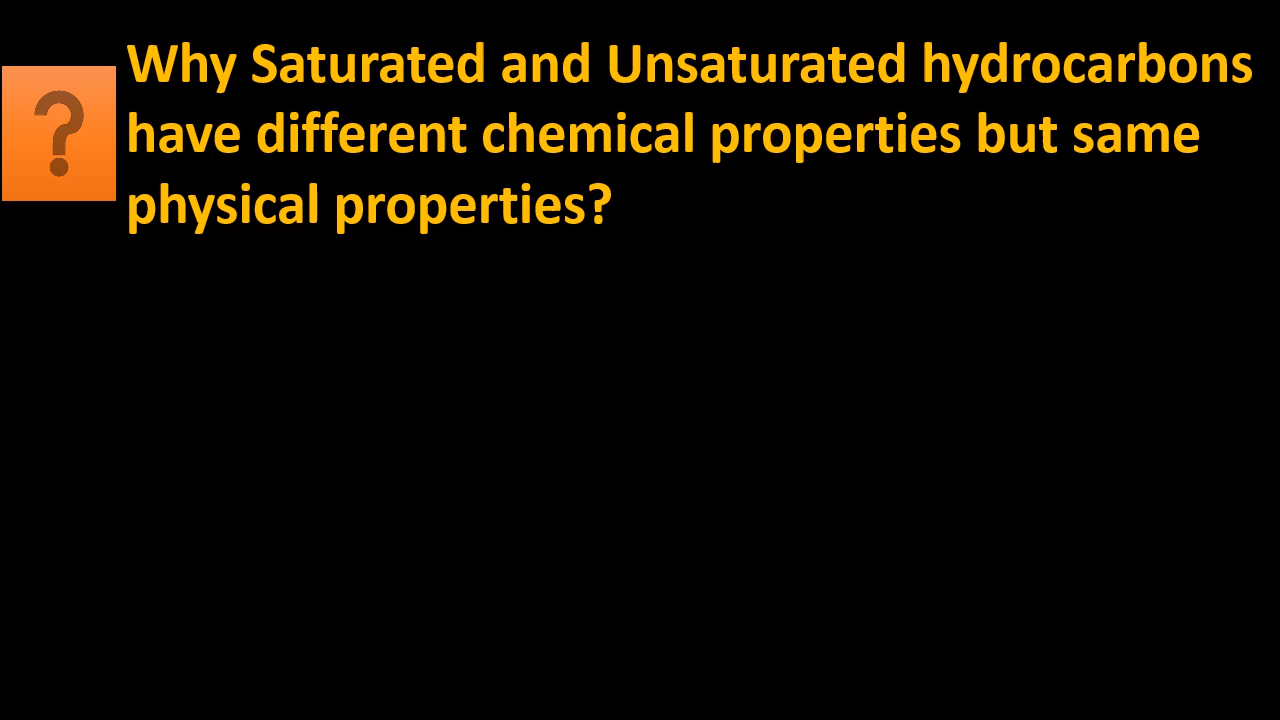 Why Saturated and Unsaturated hydrocarbons
have different chemical properties but same
physical properties?